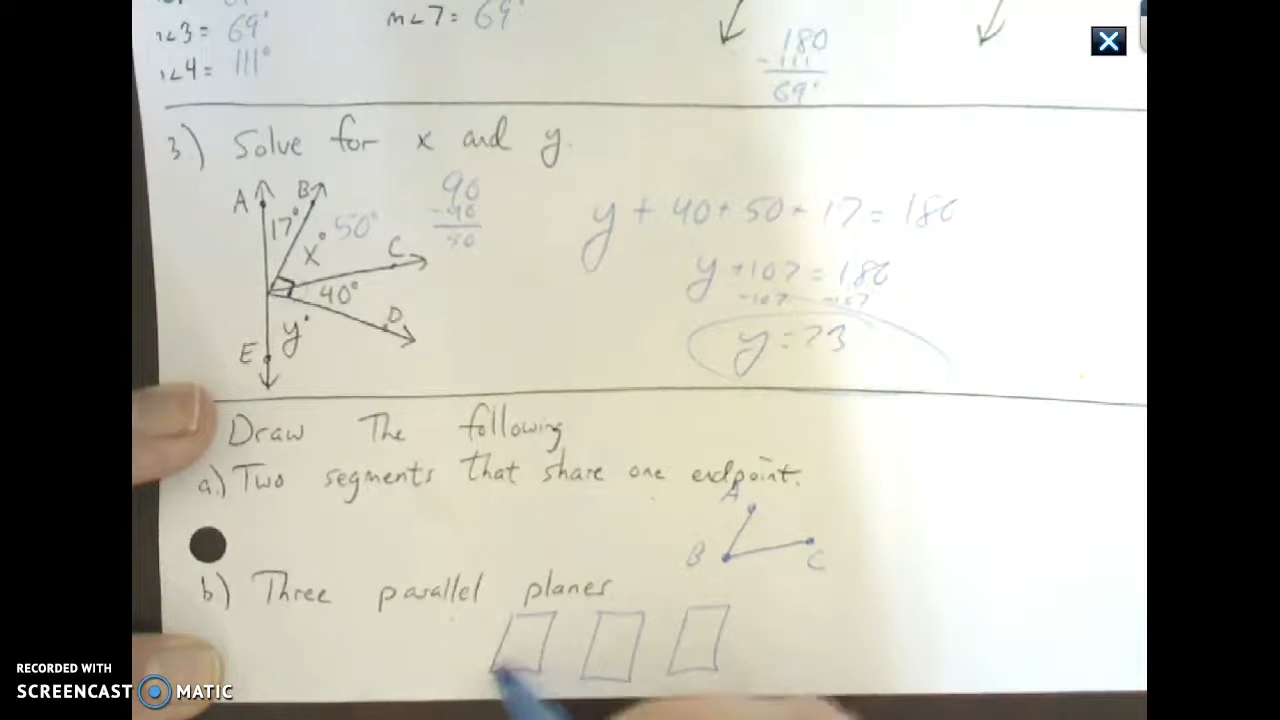 m<7 = 69°
<3 = 69°
<4 = 111°
180
- 111
69°
3) Solve for x and y.
A
B
17°
50°
x°
C
40°
D
y°
E
90
-40
50
y + 40 + 50 + 17 = 180
y + 107 = 180
-107 -107
y = 73
Draw The following
a.) Two segments that share one endpoint.
A
B
C
b) Three parallel planes
RECORDED WITH
SCREENCAST MATIC